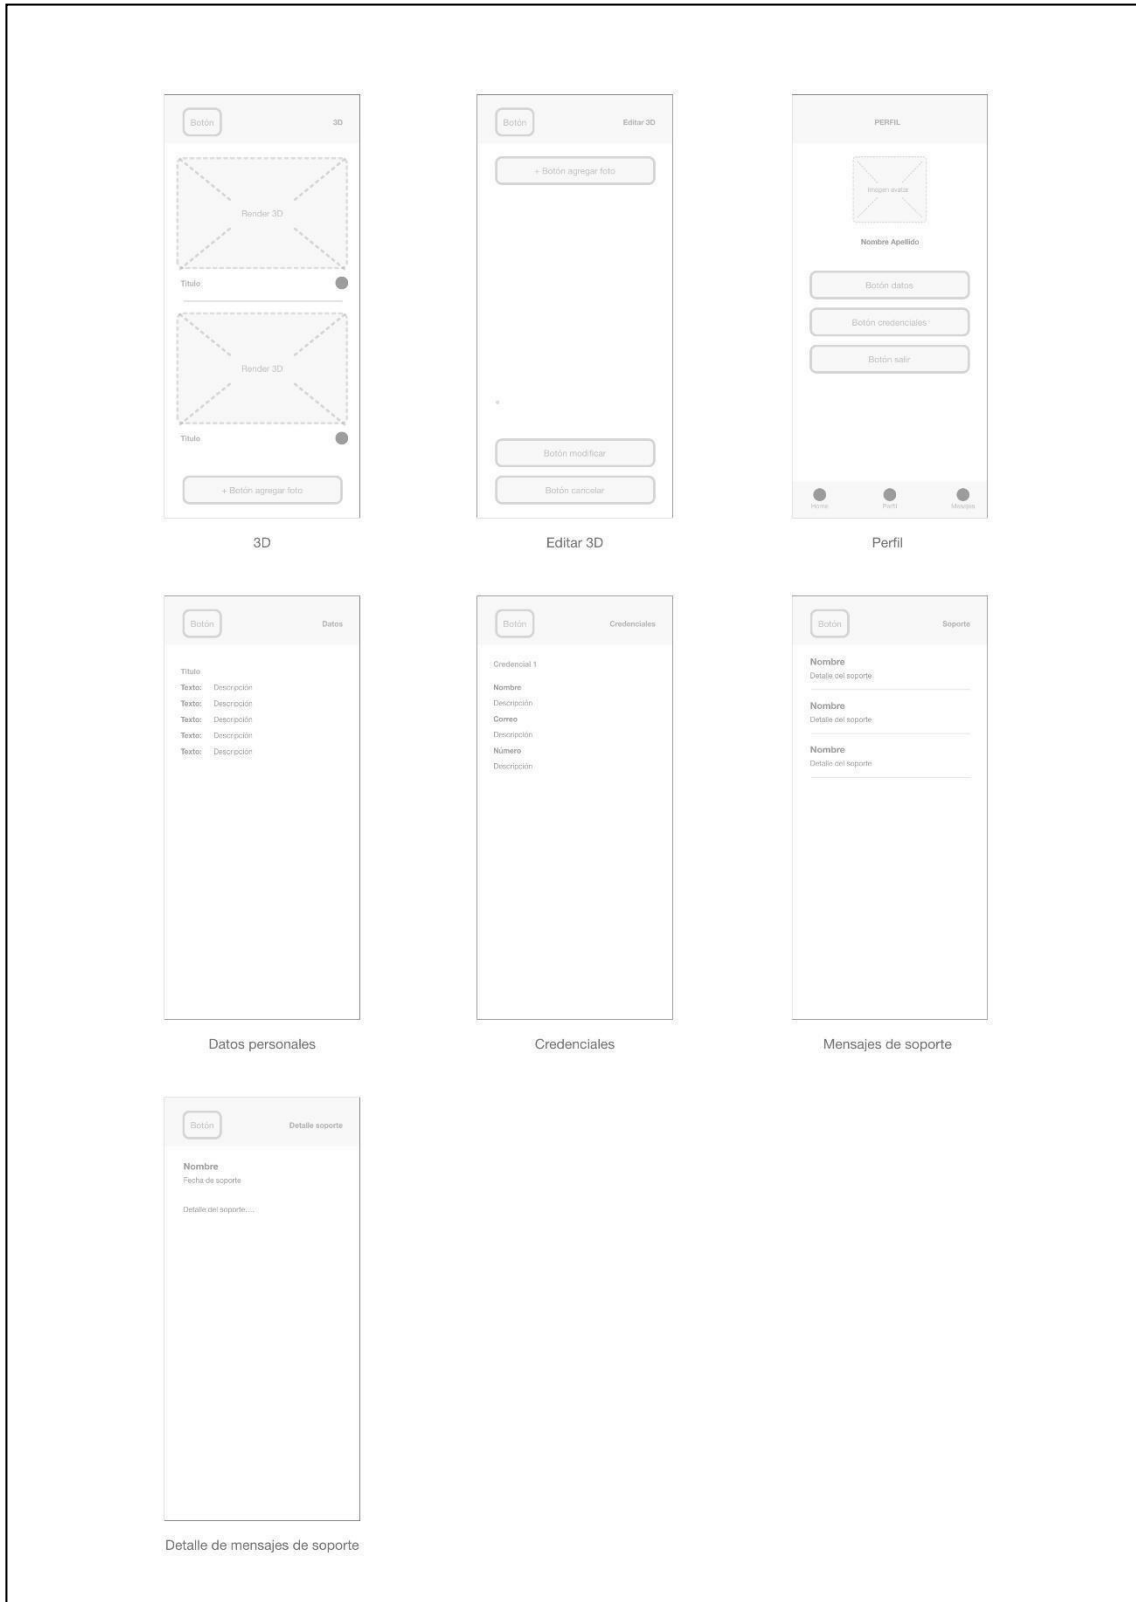 Botón 3D
Render 3D
Título
Render 3D
Título
+ Botón agregar foto
3D
Botón Editar 3D
+ Botón agregar foto
Botón modificar
Botón cancelar
Editar 3D
PERFIL
Imagen avatar
Nombre Apellido
Botón datos
Botón credenciales
Botón salir
Home Perfil Mesajes
Perfil
Botón Datos
Título
Texto: Descripción
Texto: Descripción
Texto: Descripción
Texto: Descripción
Texto: Descripción
Datos personales
Botón Credenciales
Credencial 1
Nombre
Descripción
Correo
Descripción
Número
Descripción
Credenciales
Botón Soporte
Nombre
Detalle del soporte
Nombre
Detalle del soporte
Nombre
Detalle del soporte
Mensajes de soporte
Botón Detalle soporte
Nombre
Fecha de soporte
Detalle del soporte....
Detalle de mensajes de soporte